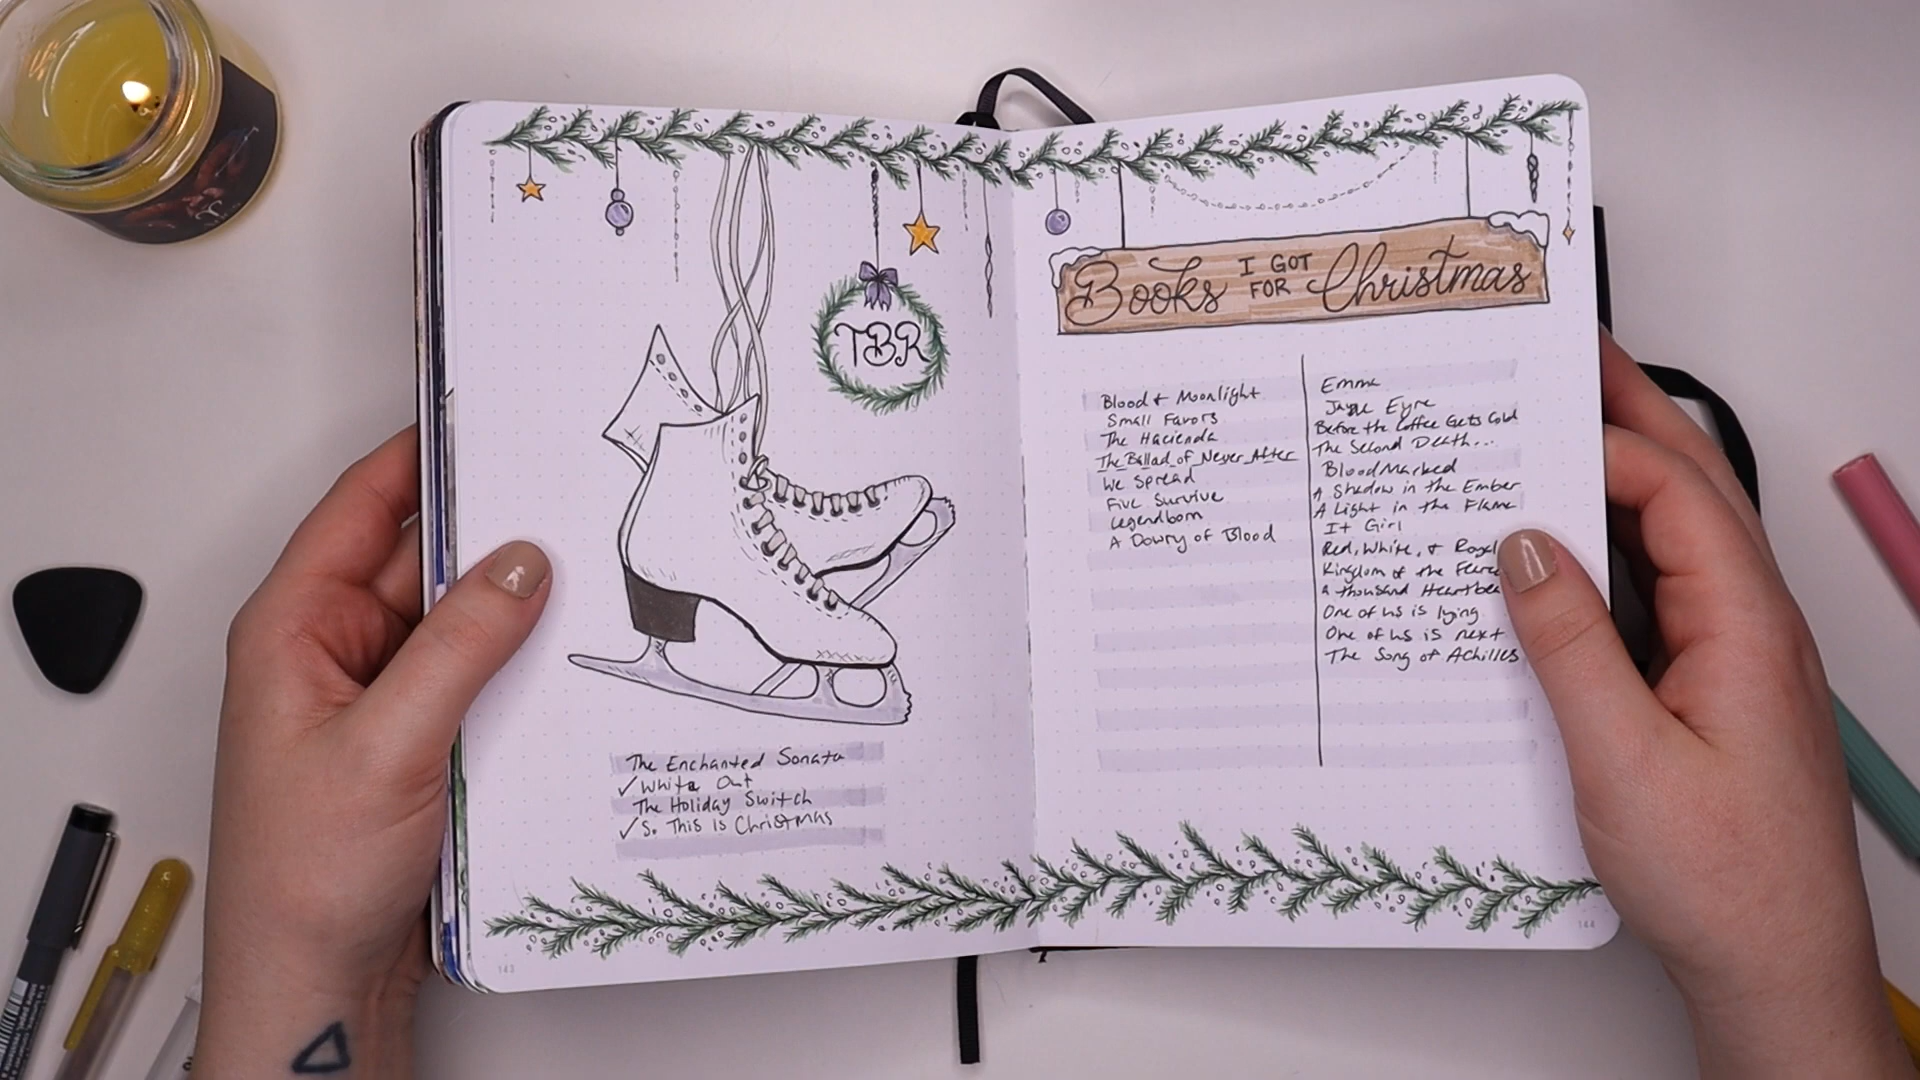 TBR
The Enchanted Sonata
✓ White Out
The Holiday Switch
✓ So This Is Christmas
143
Books I GOT FOR Christmas
Blood & Moonlight
Small Favors
The Hacienda
The Ballad of Never After
We Spread
Five Survive
Legendborn
A Dowry of Blood
Emma
Jayne Eyre
Before the Coffee Gets Cold
The Second Death...
BloodMarked
A Shadow in the Ember
A Light in the Flame
It Girl
Red, White, & Royal
Kingdom of the
a thousand
One of us is lying
One of us is next
The Song of Achilles
144